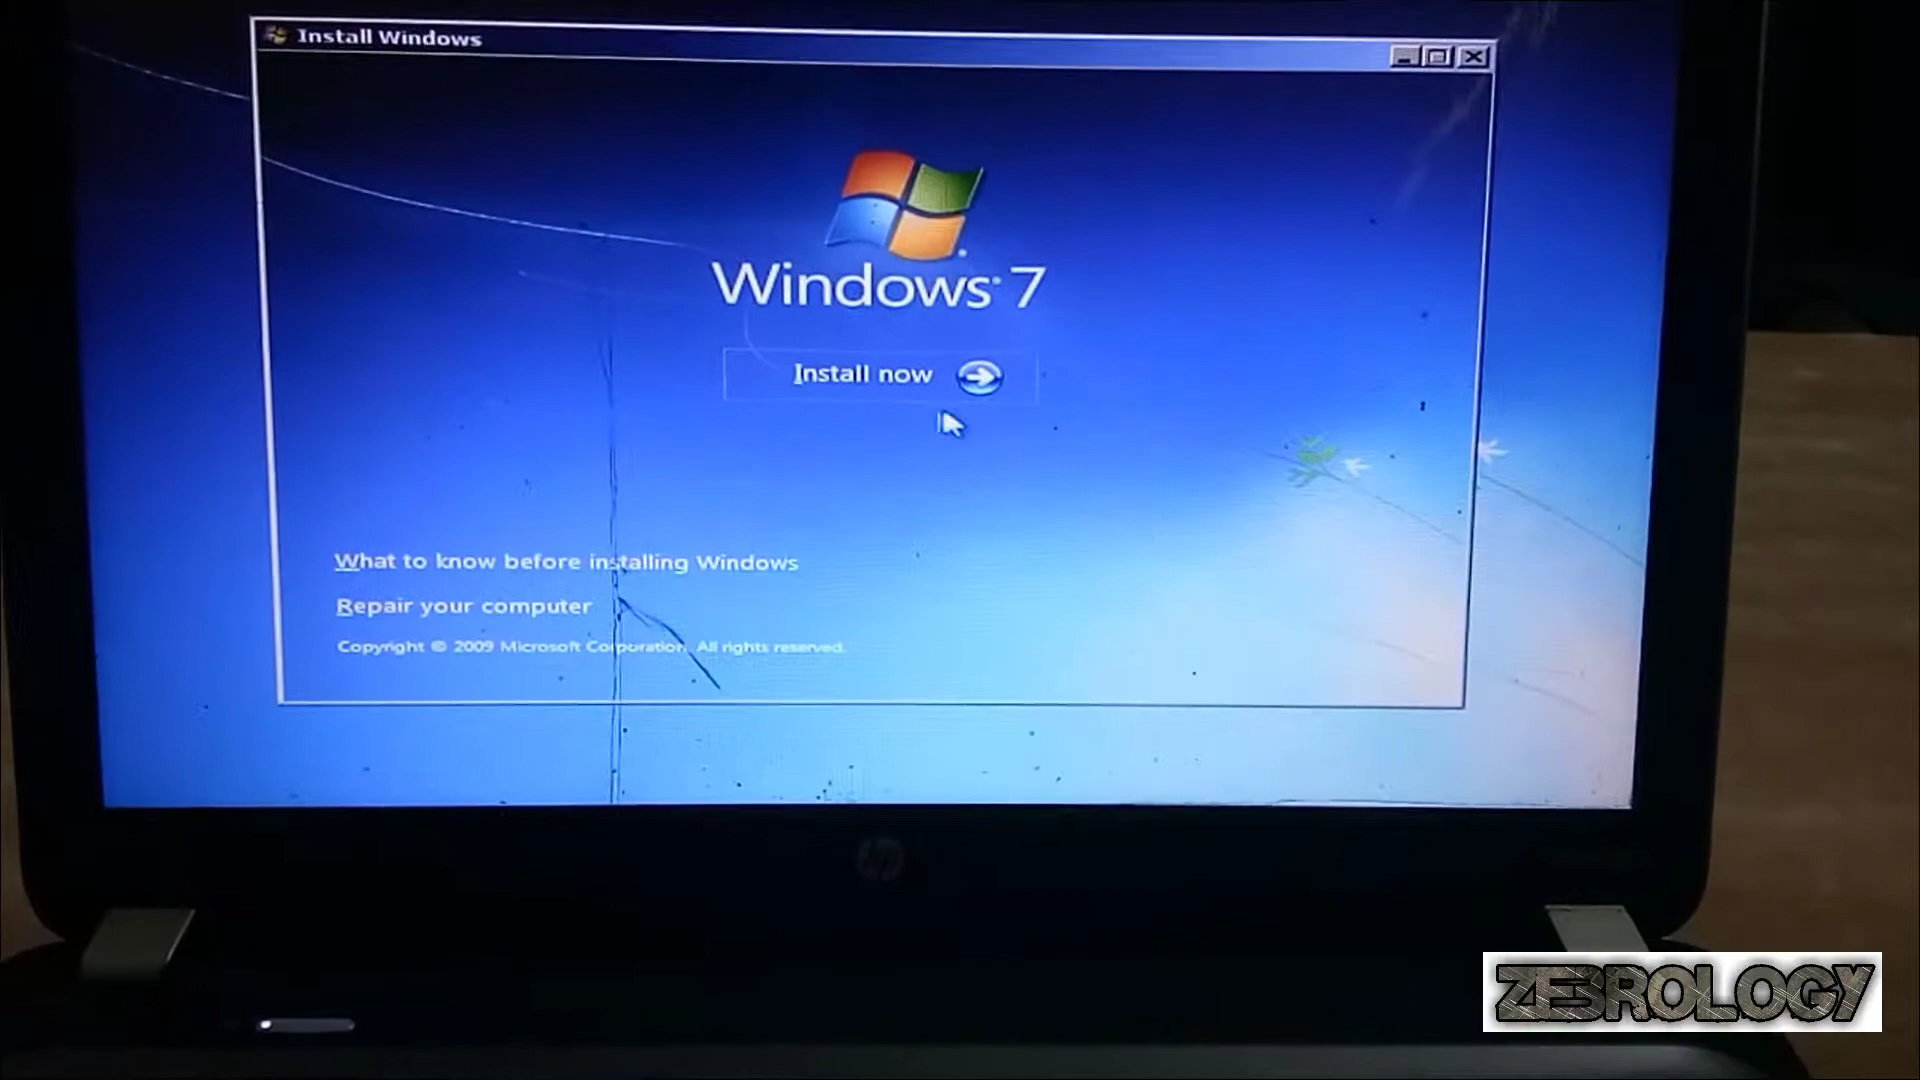 Install Windows
Windows® 7
Install now
What to know before installing Windows
Repair your computer
Copyright © 2009 Microsoft Corporation. All rights reserved.
hp
ZEBROLOGY